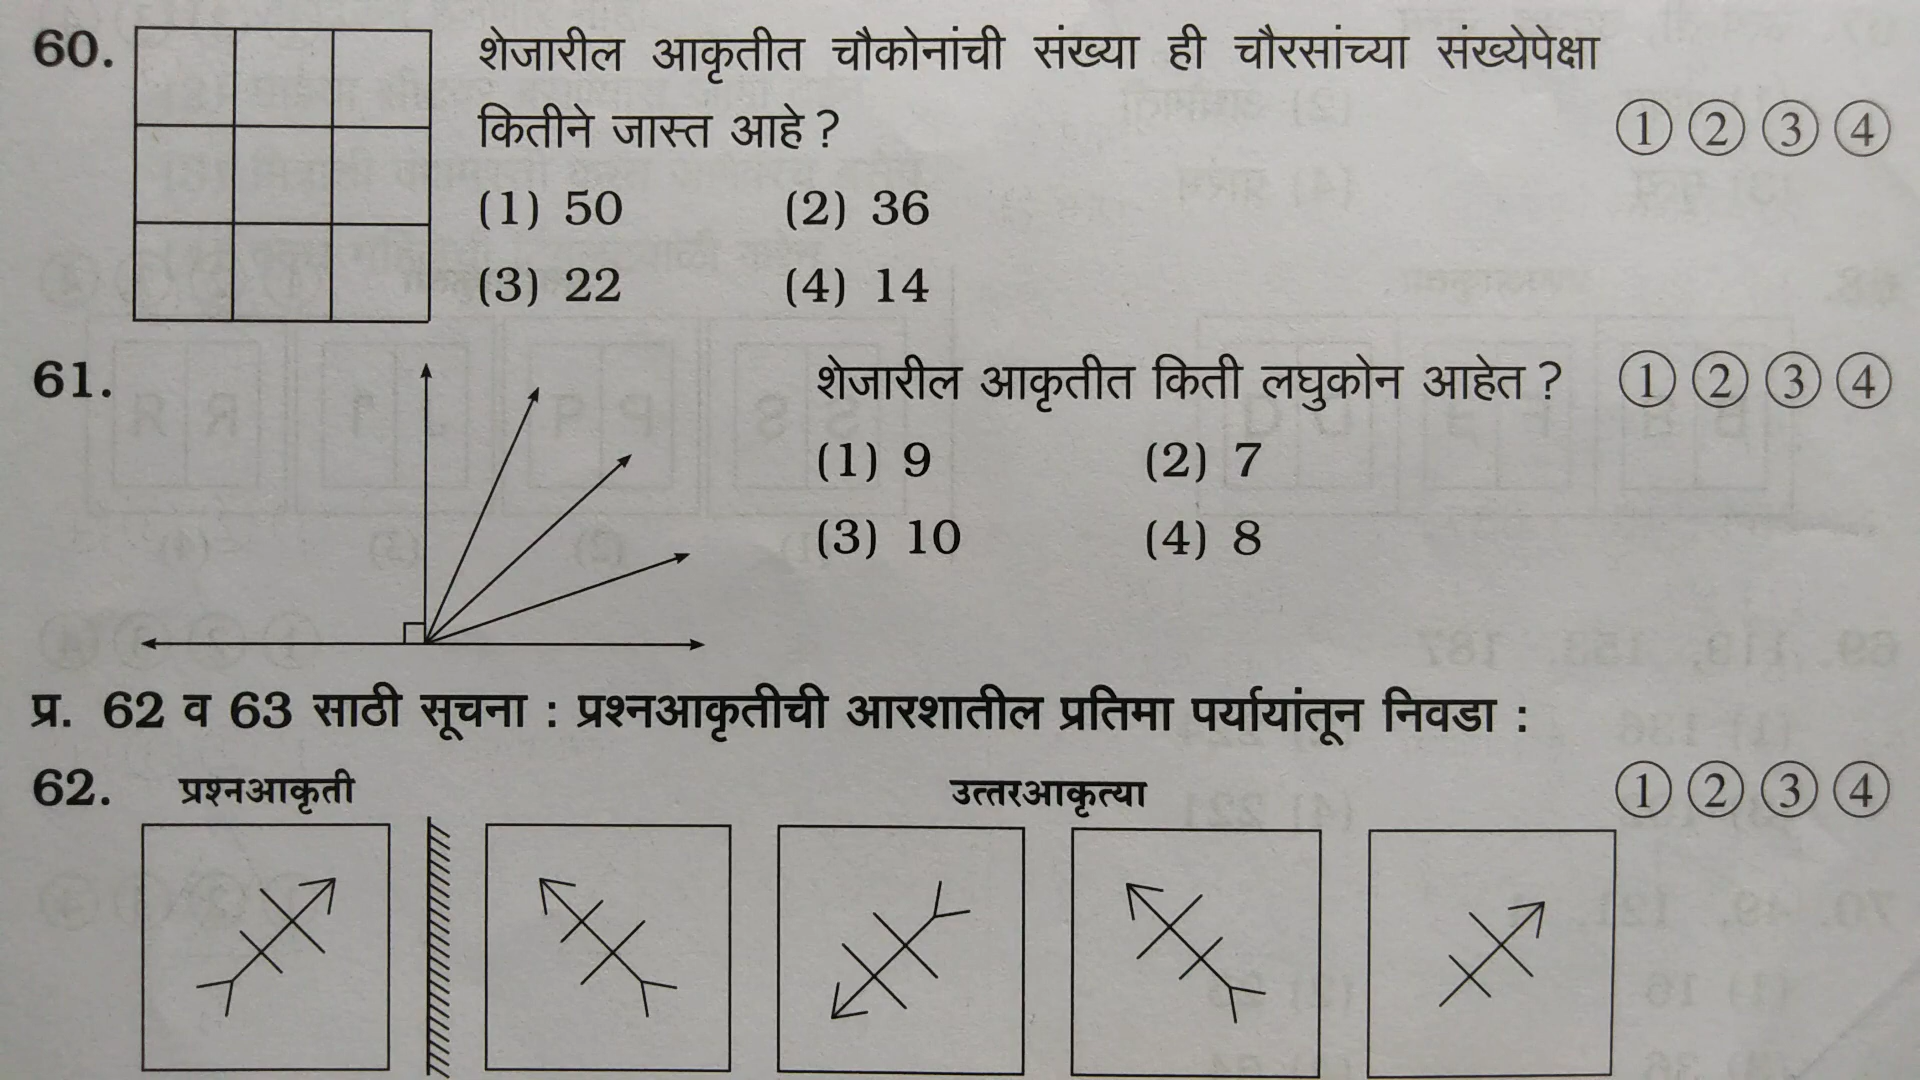 60. शेजारील आकृतीत चौकोनांची संख्या ही चौरसांच्या संख्येपेक्षा
कितीने जास्त आहे ? ① ② ③ ④
(1) 50 (2) 36
(3) 22 (4) 14
61. शेजारील आकृतीत किती लघुकोन आहेत ? ① ② ③ ④
(1) 9 (2) 7
(3) 10 (4) 8
प्र. 62 व 63 साठी सूचना : प्रश्नआकृतीची आरशातील प्रतिमा पर्यायांतून निवडा :
62. प्रश्नआकृती उत्तरआकृत्या ① ② ③ ④